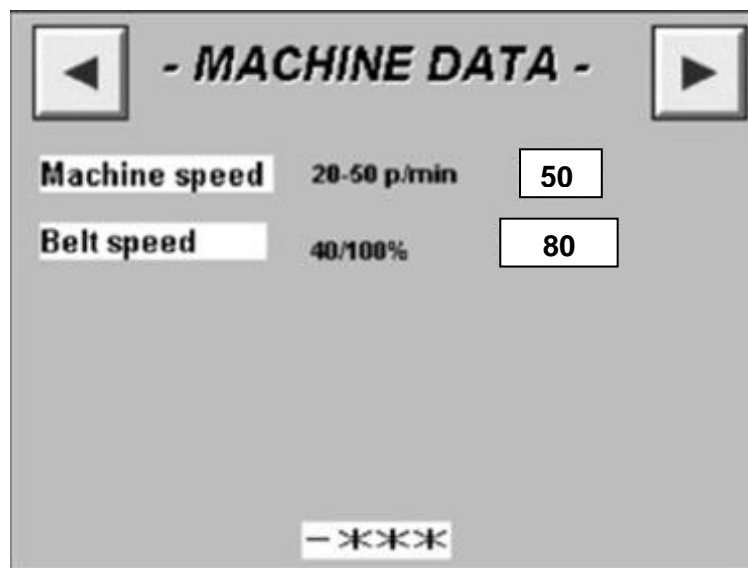 - MACHINE DATA -
Machine speed 20-50 p/min 50
Belt speed 40/100% 80
-***